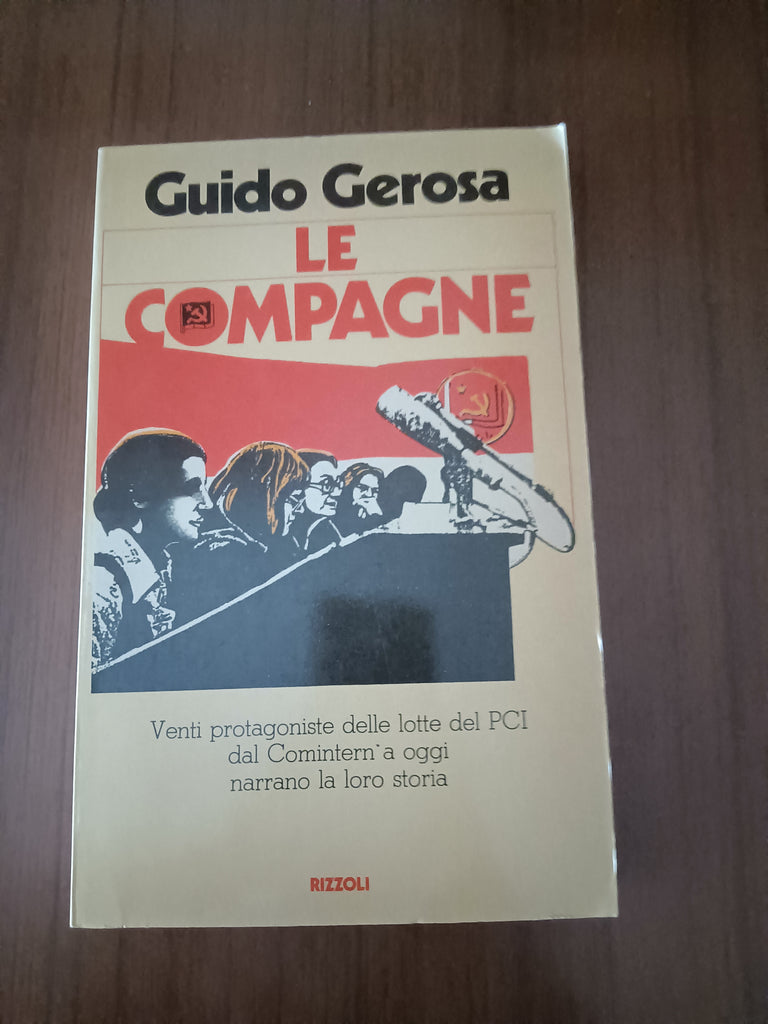 Guido Gerosa
LE
COMPAGNE
Venti protagoniste delle lotte del PCI
dal Comintern a oggi
narrano la loro storia
RIZZOLI